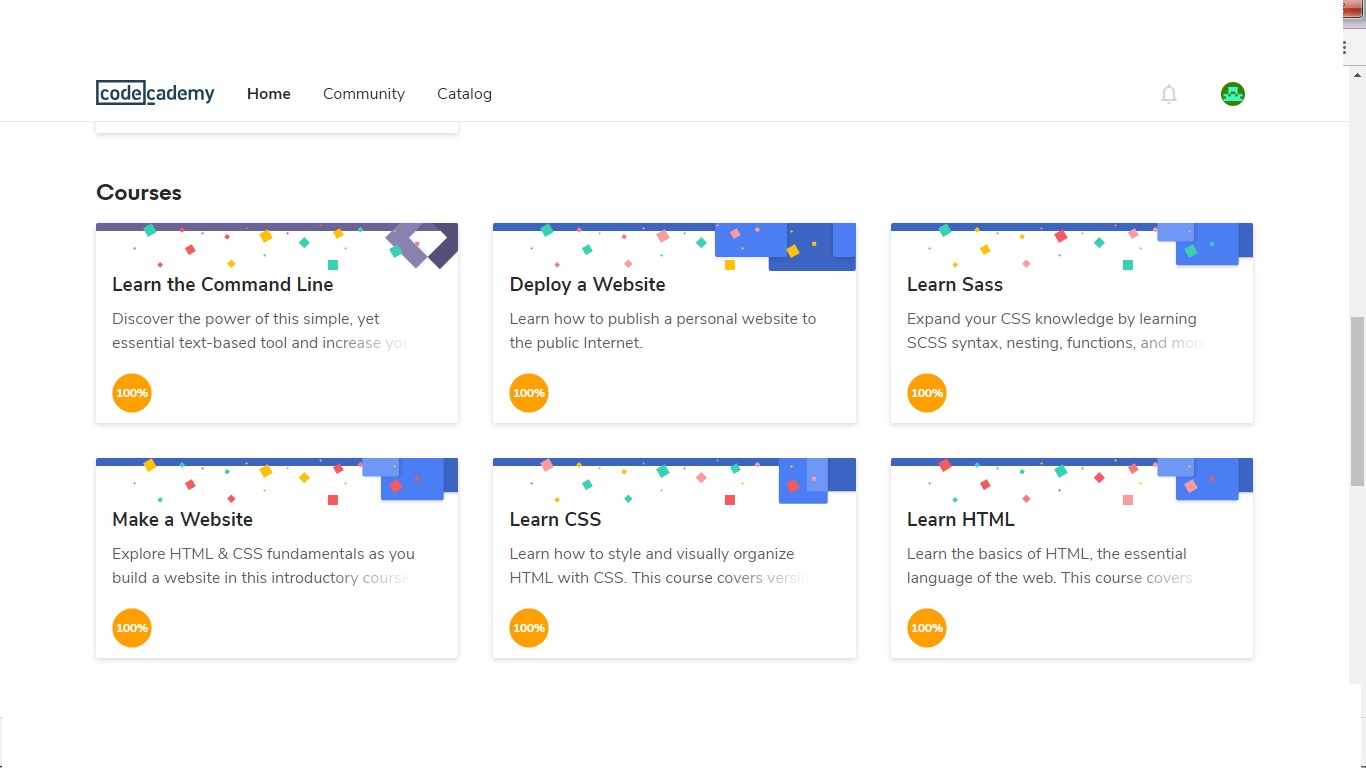 codecademy Home Community Catalog
Courses
Learn the Command Line
Discover the power of this simple, yet
essential text-based tool and increase you
100%
Deploy a Website
Learn how to publish a personal website to
the public Internet.
100%
Learn Sass
Expand your CSS knowledge by learning
SCSS syntax, nesting, functions, and more
100%
Make a Website
Explore HTML & CSS fundamentals as you
build a website in this introductory course
100%
Learn CSS
Learn how to style and visually organize
HTML with CSS. This course covers versio
100%
Learn HTML
Learn the basics of HTML, the essential
language of the web. This course covers
100%